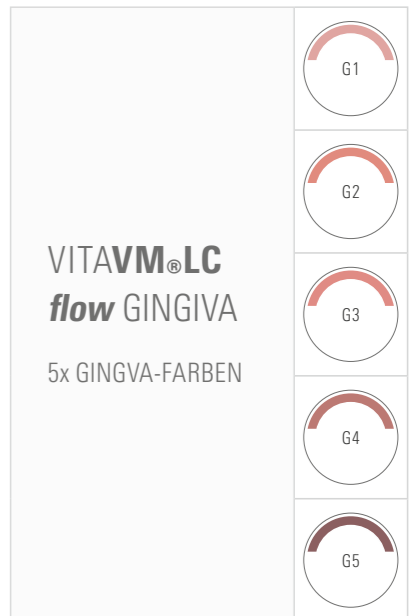 VITAVM®LC
flow GINGIVA
5x GINGVA-FARBEN
G1
G2
G3
G4
G5